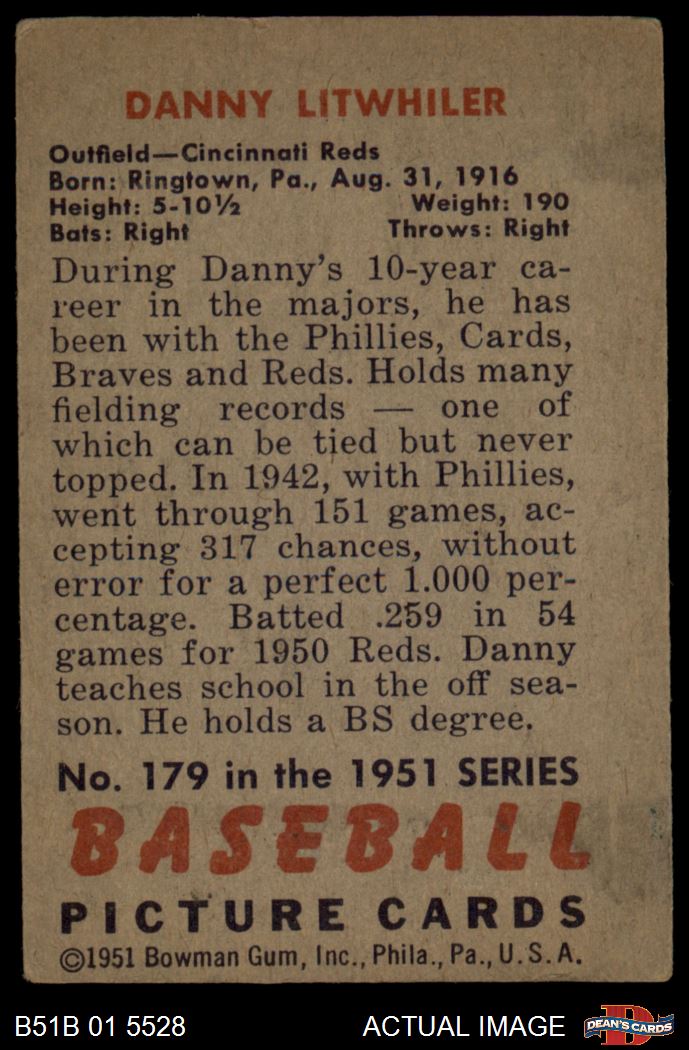 DANNY LITWHILER
Outfield—Cincinnati Reds
Born: Ringtown, Pa., Aug. 31, 1916
Height: 5-10½ Weight: 190
Bats: Right Throws: Right
During Danny's 10-year ca-
reer in the majors, he has
been with the Phillies, Cards,
Braves and Reds. Holds many
fielding records — one of
which can be tied but never
topped. In 1942, with Phillies,
went through 151 games, ac-
cepting 317 chances, without
error for a perfect 1.000 per-
centage. Batted .259 in 54
games for 1950 Reds. Danny
teaches school in the off sea-
son. He holds a BS degree.
No. 179 in the 1951 SERIES
BASEBALL
PICTURE CARDS
©1951 Bowman Gum, Inc., Phila., Pa., U.S.A.
B51B 01 5528 ACTUAL IMAGE D DEAN'S CARDS